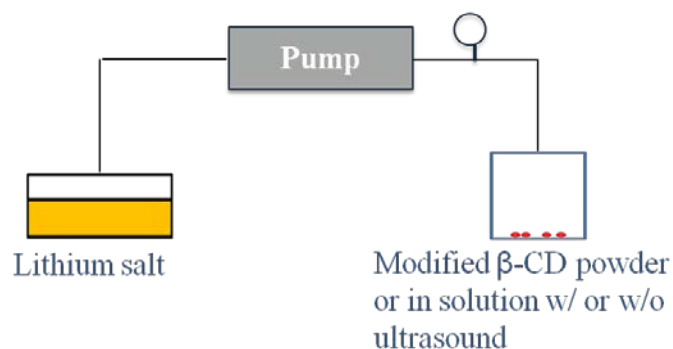 Pump
Lithium salt
Modified β-CD powder
or in solution w/ or w/o
ultrasound